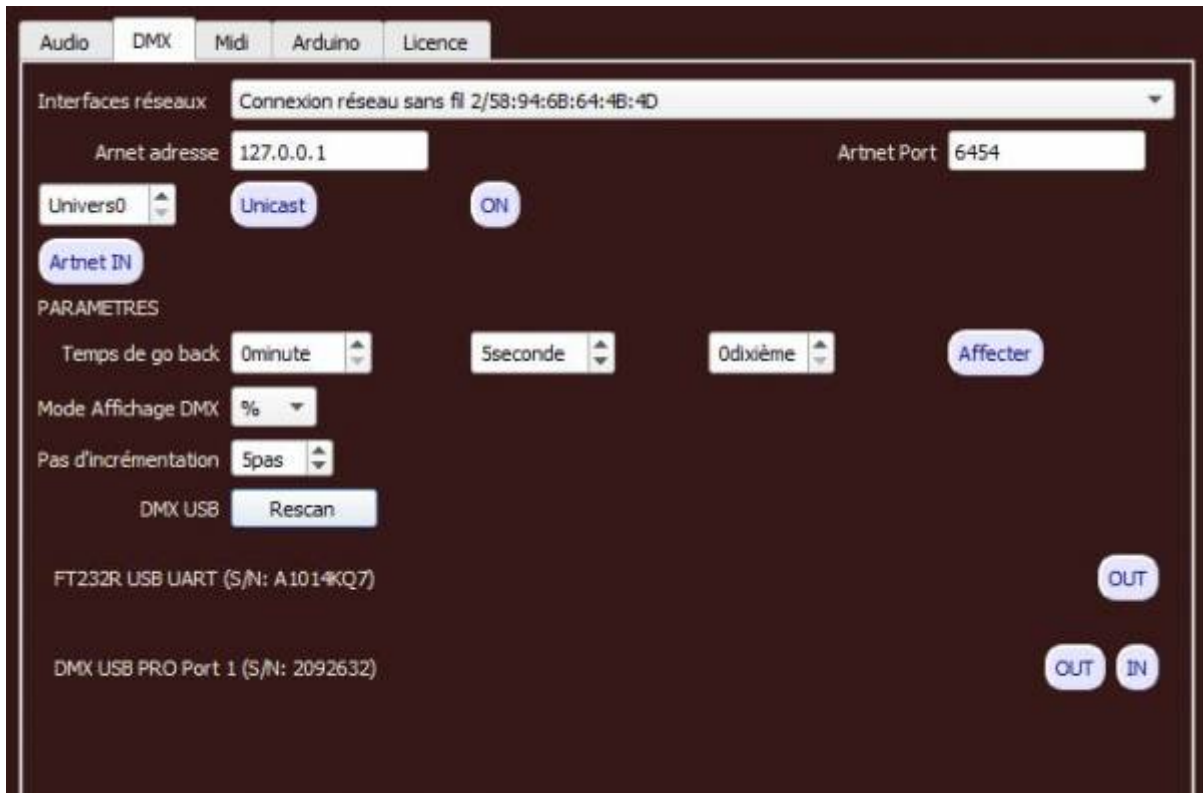 Audio DMX Midi Arduino Licence
Interfaces réseaux Connexion réseau sans fil 2/58:94:6B:64:4B:4D
Arnet adresse 127.0.0.1 Artnet Port 6454
Univers0 Unicast ON
Artnet IN
PARAMETRES
Temps de go back 0minute 5seconde 0dixième Affecter
Mode Affichage DMX %
Pas d'incrémentation 5pas
DMX USB Rescan
FT232R USB UART (S/N: A1014KQ7) OUT
DMX USB PRO Port 1 (S/N: 2092632) OUT IN